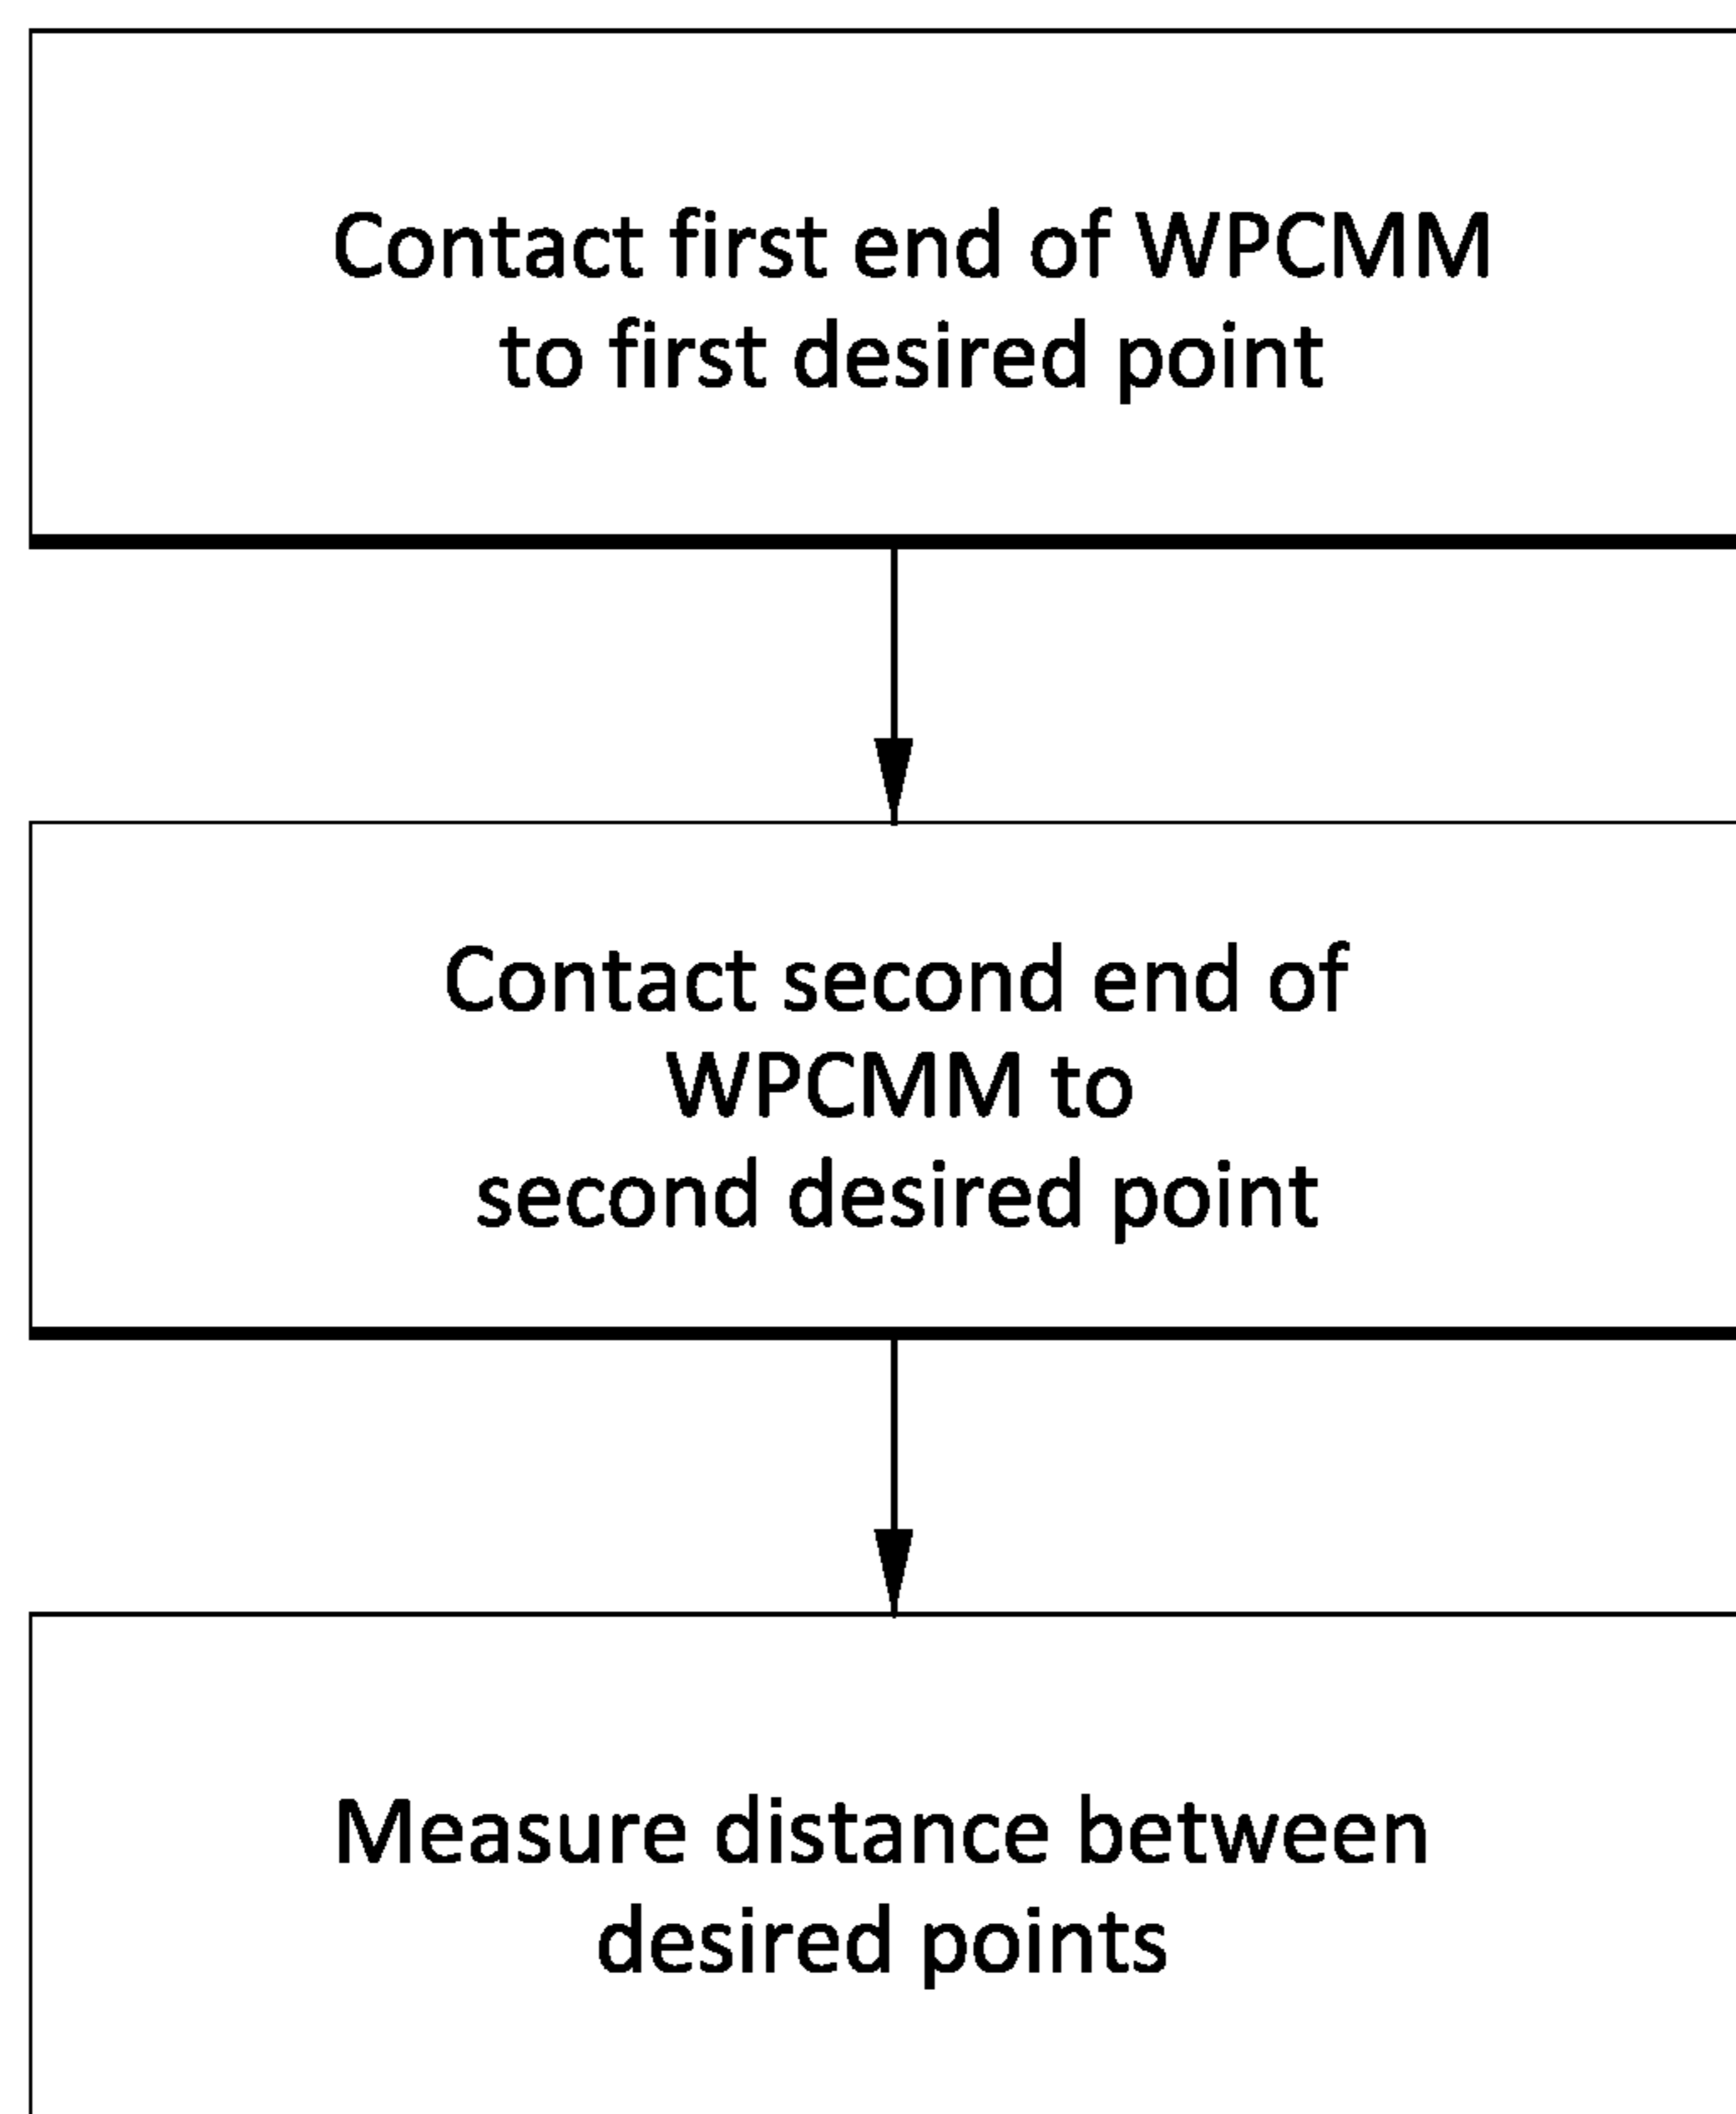 Contact first end of WPCMM
to first desired point
Contact second end of
WPCMM to
second desired point
Measure distance between
desired points